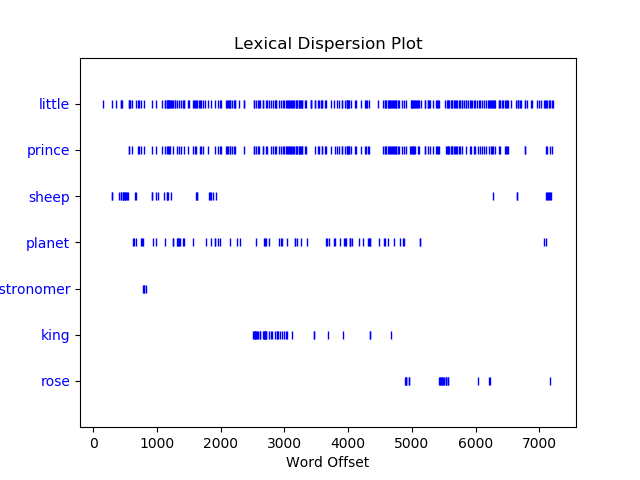 Lexical Dispersion Plot
little
prince
sheep
planet
stronomer
king
rose
0 1000 2000 3000 4000 5000 6000 7000
Word Offset